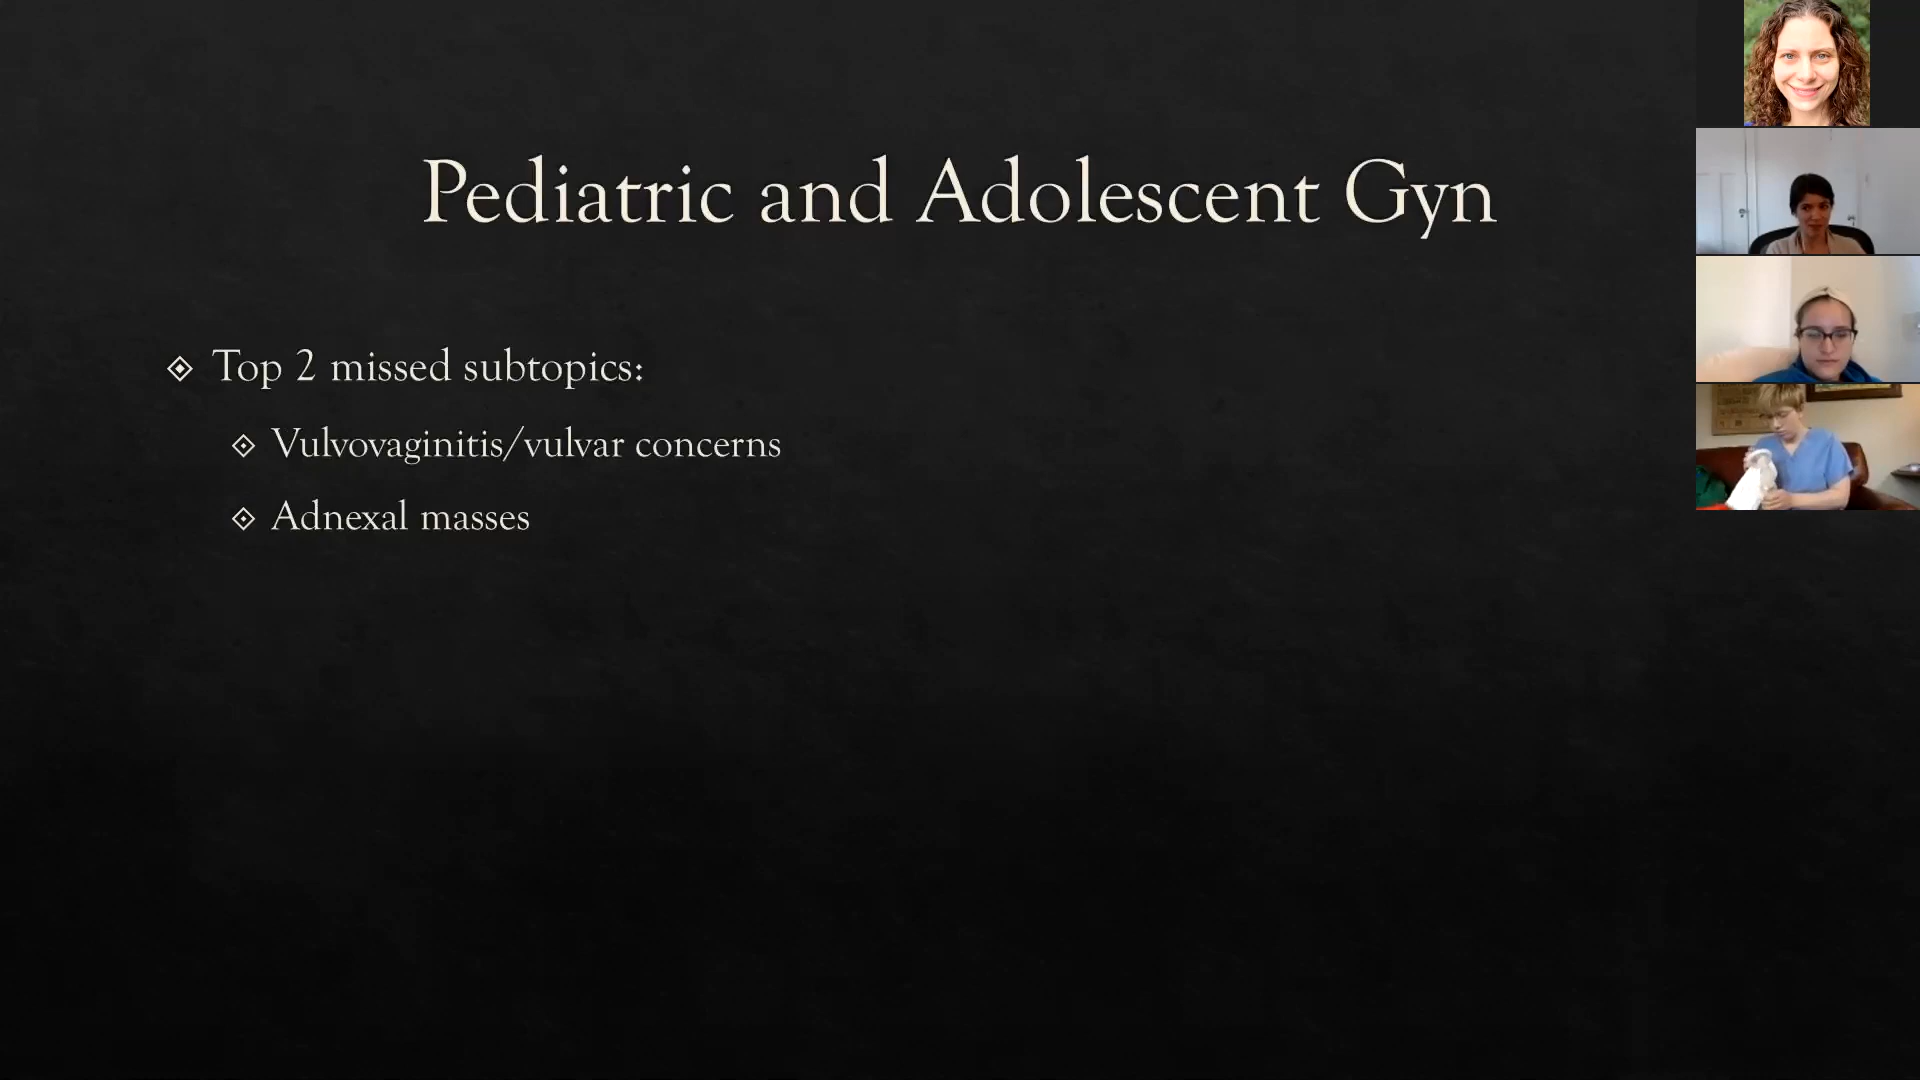 Pediatric and Adolescent Gyn
Top 2 missed subtopics:
Vulvovaginitis/vulvar concerns
Adnexal masses